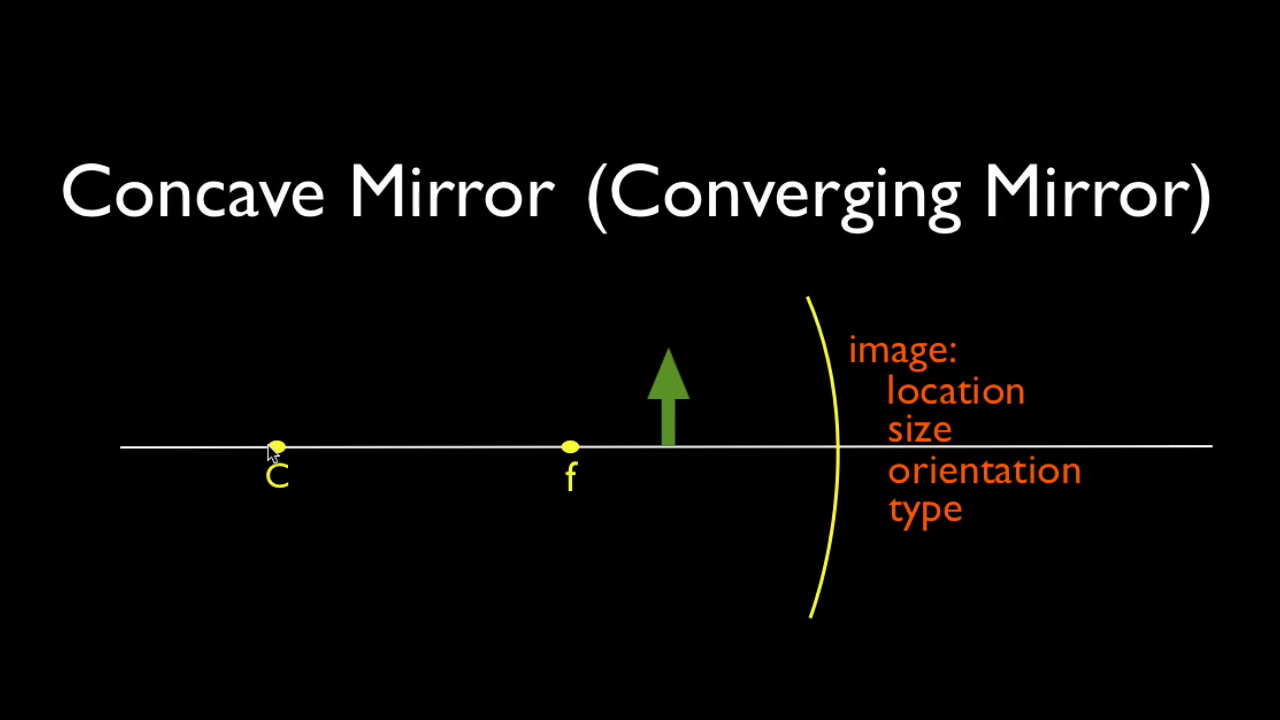 Concave Mirror (Converging Mirror)
image:
location
size
orientation
type
C
f